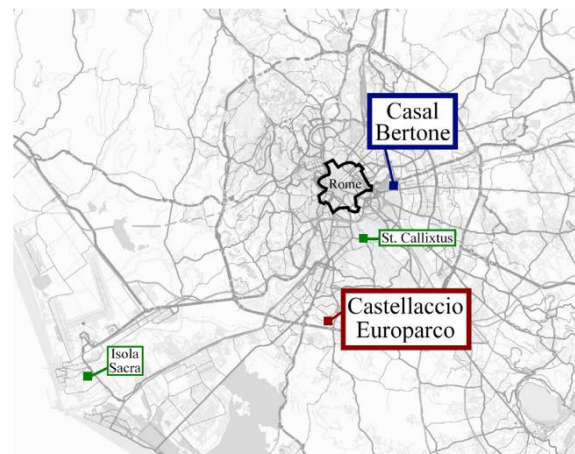 Casal
Bertone
Rome
St. Callixtus
Castellaccio
Europarco
Isola
Sacra